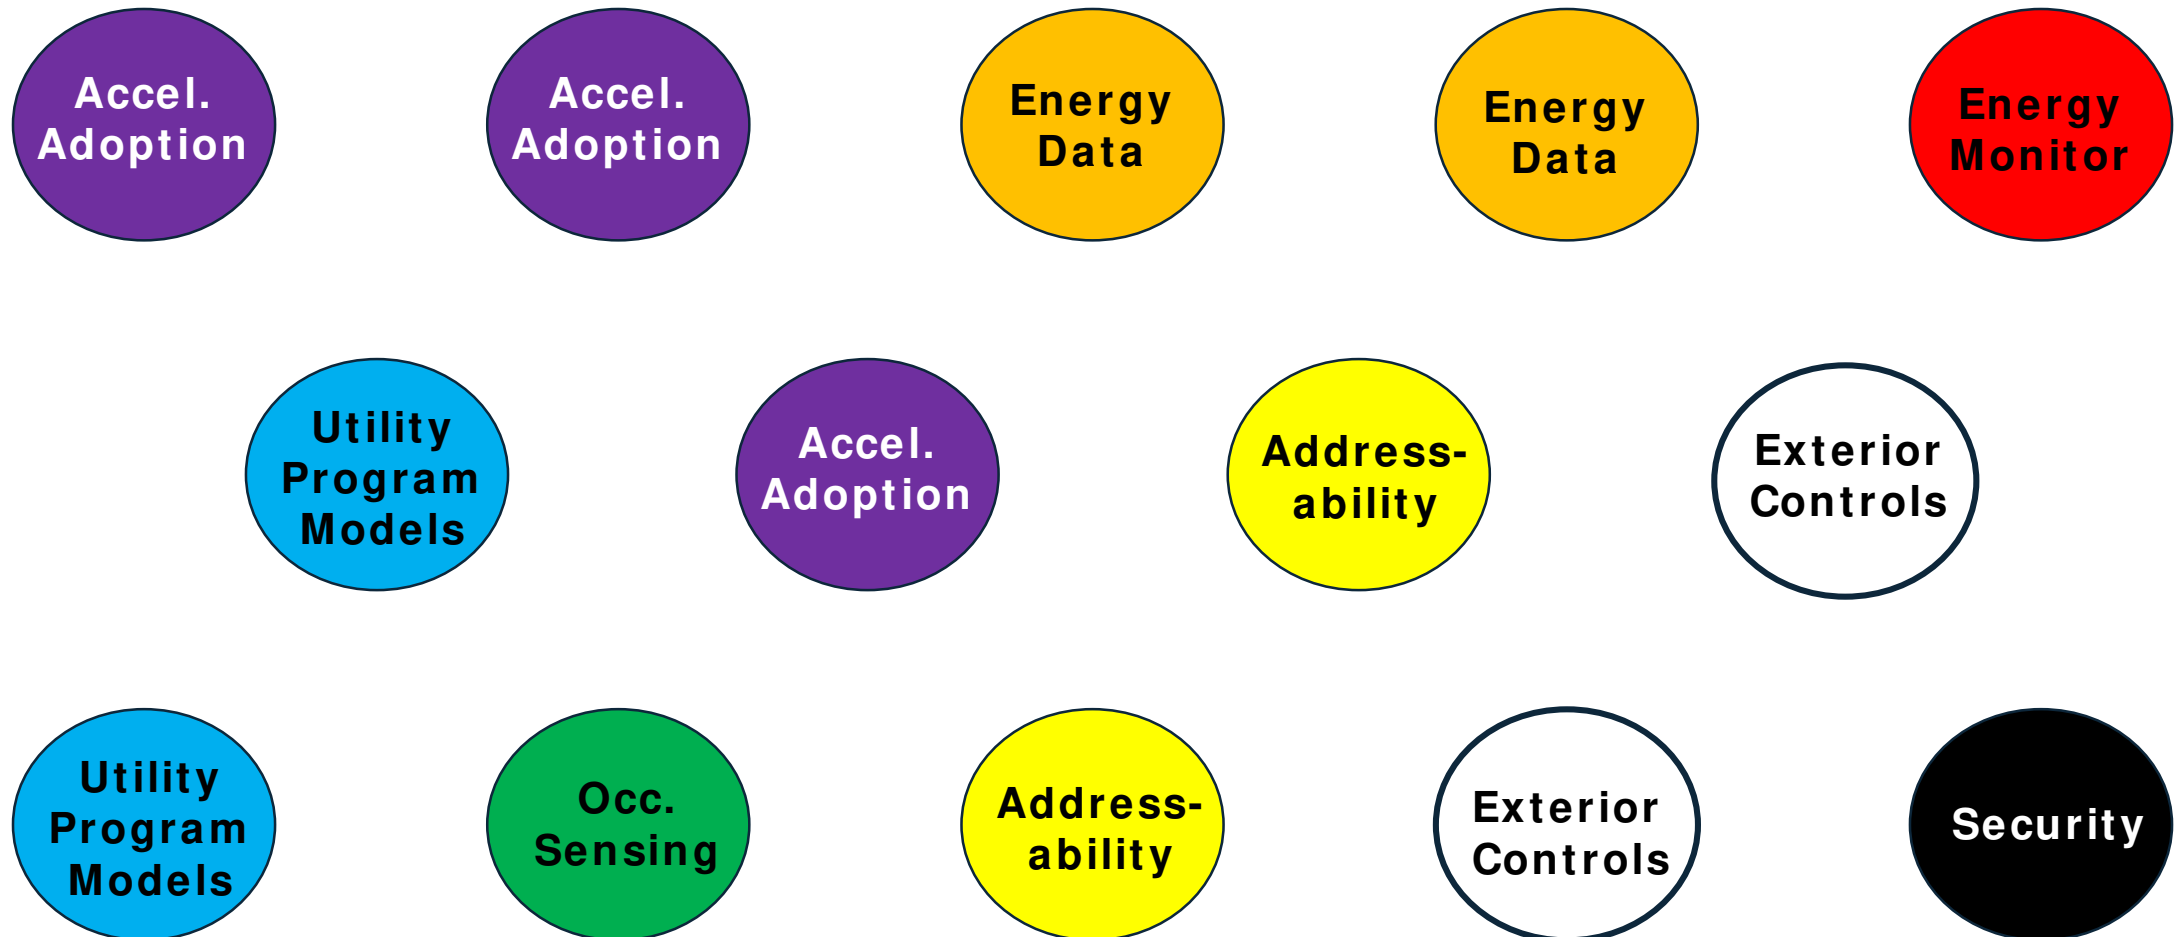 Accel.
Adoption
Accel.
Adoption
Energy
Data
Energy
Data
Energy
Monitor
Utility
Program
Models
Accel.
Adoption
Address-
ability
Exterior
Controls
Utility
Program
Models
Occ.
Sensing
Address-
ability
Exterior
Controls
Security